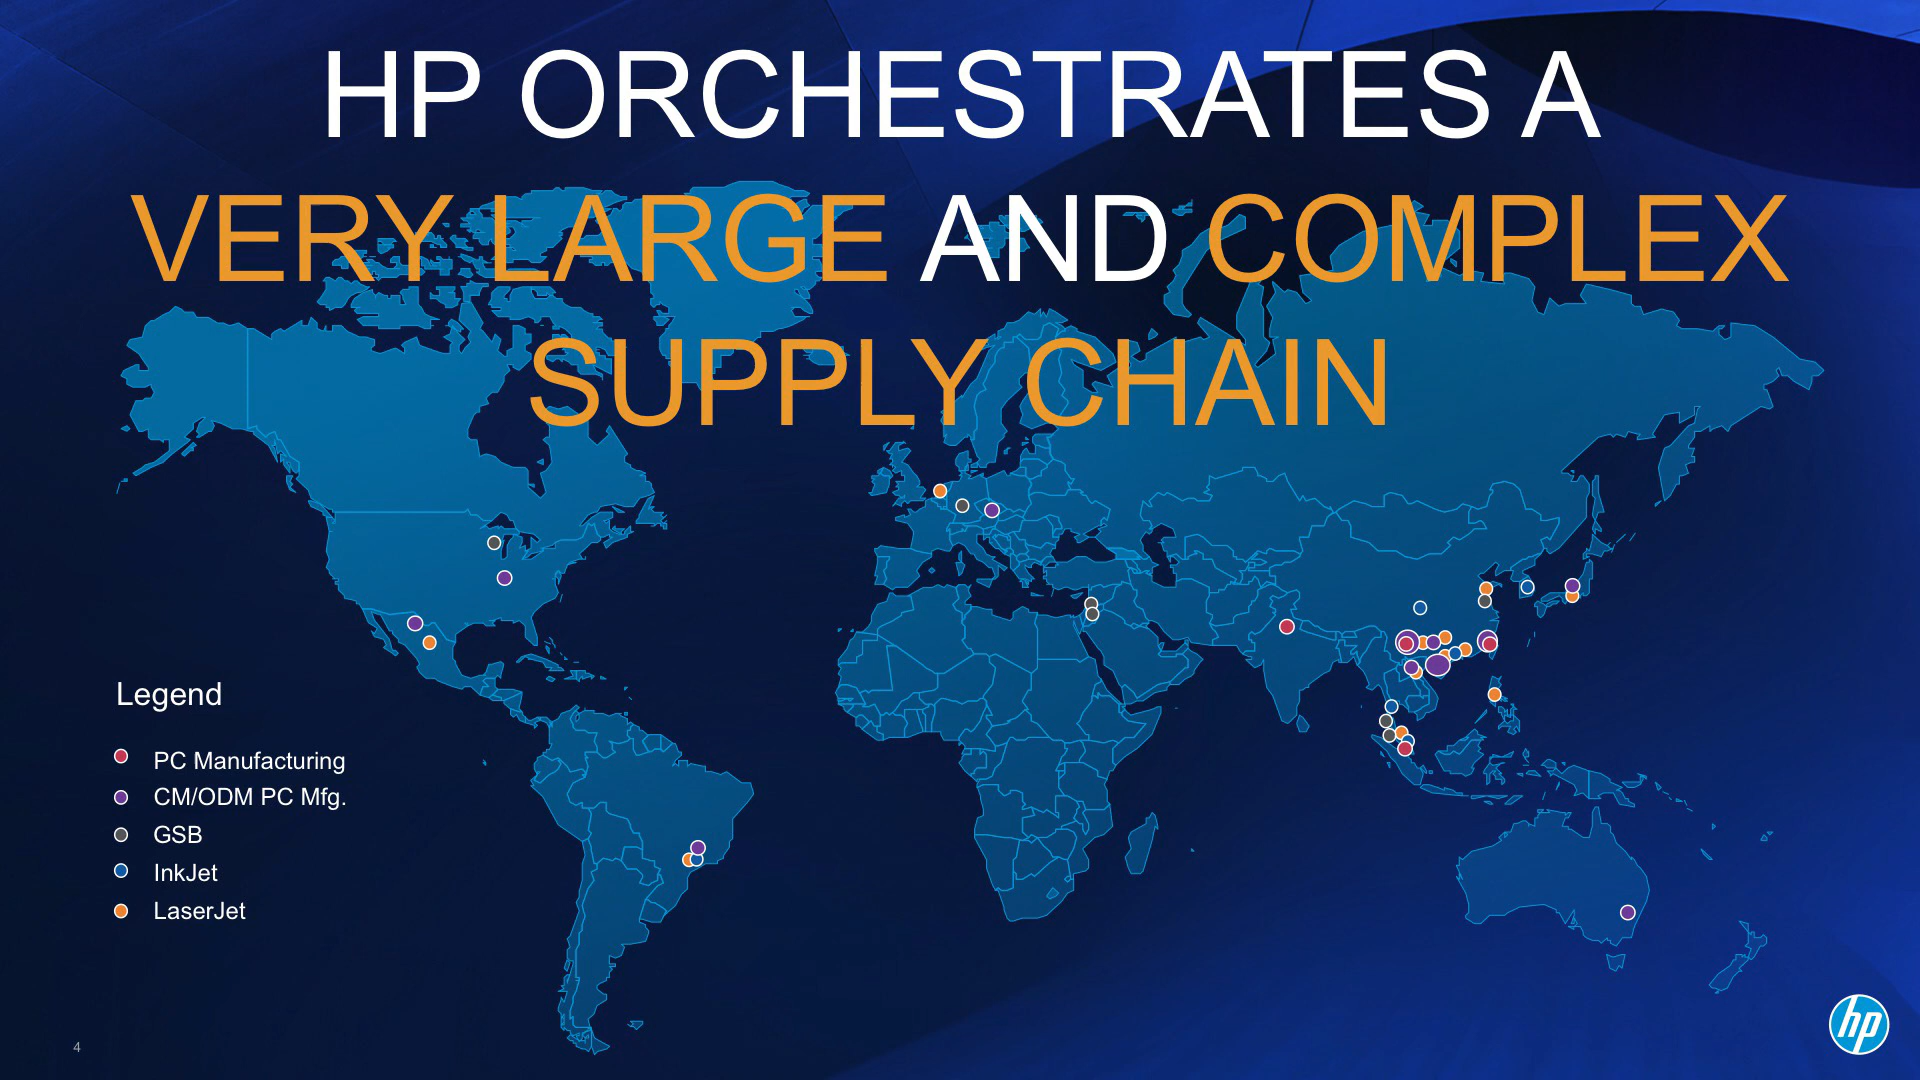 HP ORCHESTRATES A
VERY LARGE AND COMPLEX
SUPPLY CHAIN
Legend
PC Manufacturing
CM/ODM PC Mfg.
GSB
InkJet
LaserJet
4
hp